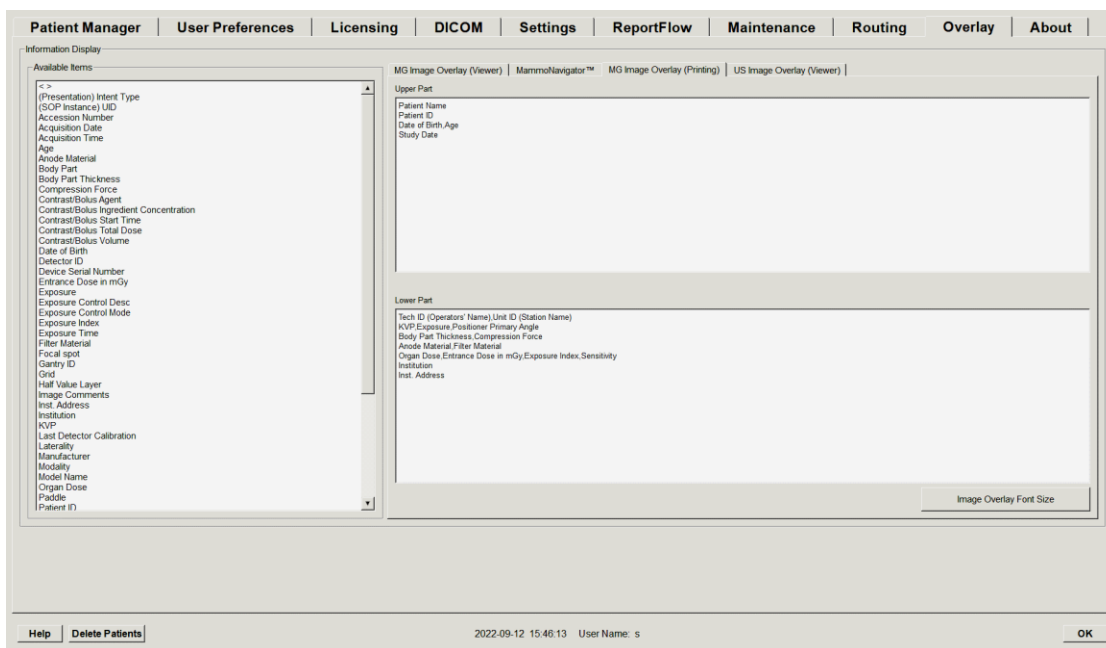 Patient Manager | User Preferences | Licensing | DICOM | Settings | ReportFlow | Maintenance | Routing | Overlay | About |
Information Display
Available Items
< >
(Presentation) Intent Type
(SOP Instance) UID
Accession Number
Acquisition Date
Acquisition Time
Age
Anode Material
Body Part
Body Part Thickness
Compression Force
Contrast/Bolus Agent
Contrast/Bolus Ingredient Concentration
Contrast/Bolus Start Time
Contrast/Bolus Total Dose
Contrast/Bolus Volume
Date of Birth
Detector ID
Device Serial Number
Entrance Dose in mGy
Exposure
Exposure Control Desc
Exposure Control Mode
Exposure Index
Exposure Time
Filter Material
Focal spot
Gantry ID
Grid
Half Value Layer
Image Comments
Inst. Address
Institution
KVP
Last Detector Calibration
Laterality
Manufacturer
Modality
Model Name
Organ Dose
Paddle
Patient ID
MG Image Overlay (Viewer) | MammoNavigator™ MG Image Overlay (Printing) | US Image Overlay (Viewer) |
Upper Part
Patient Name
Patient ID
Date of Birth,Age
Study Date
Lower Part
Tech ID (Operators' Name),Unit ID (Station Name)
KVP,Exposure,Positioner Primary Angle
Body Part Thickness,Compression Force
Anode Material,Filter Material
Organ Dose,Entrance Dose in mGy,Exposure Index,Sensitivity
Institution
Inst. Address
Image Overlay Font Size
Help Delete Patients 2022-09-12 15:46:13 User Name: s OK